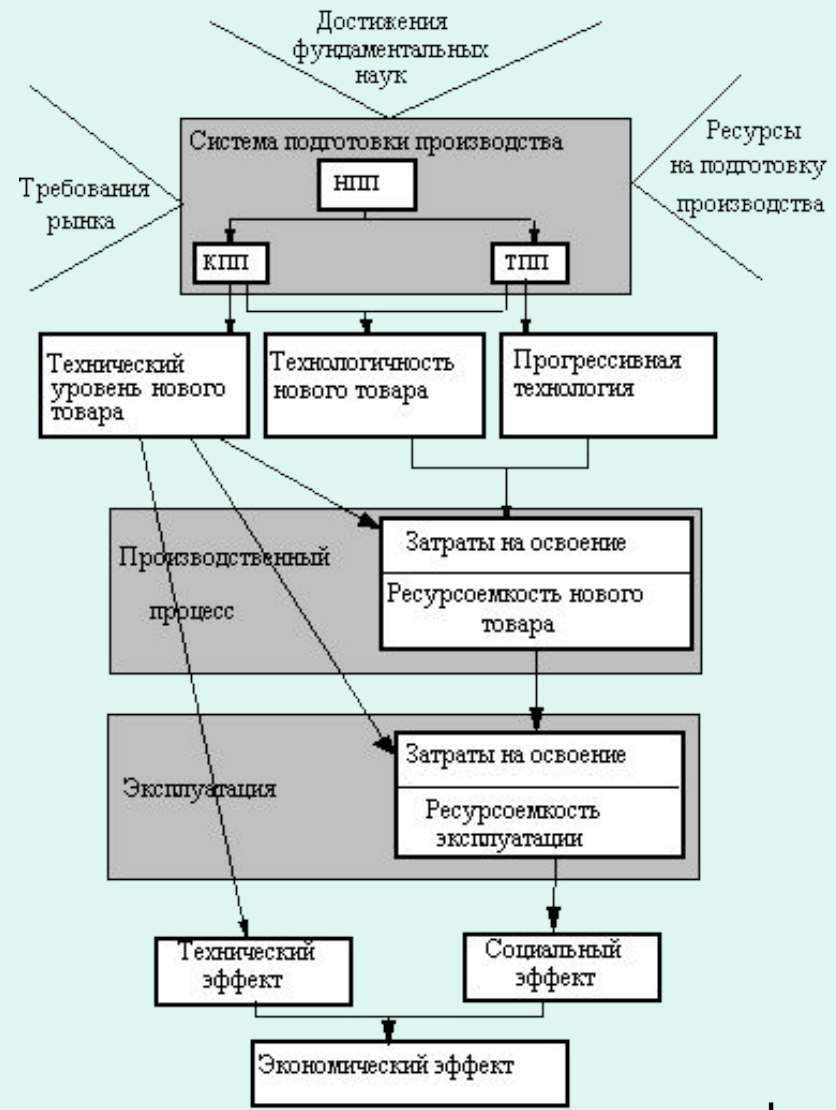 Достижения
фундаментальных
наук
Система подготовки производства
Ресурсы
на подготовку
производства
Требования
рынка
НПП
КПП
ТПП
Технический
уровень нового
товара
Технологичность
нового товара
Прогрессивная
технология
Производственный
процесс
Затраты на освоение
Ресурсоемкость нового
товара
Эксплуатация
Затраты на освоение
Ресурсоемкость
эксплуатации
Технический
эффект
Социальный
эффект
Экономический эффект